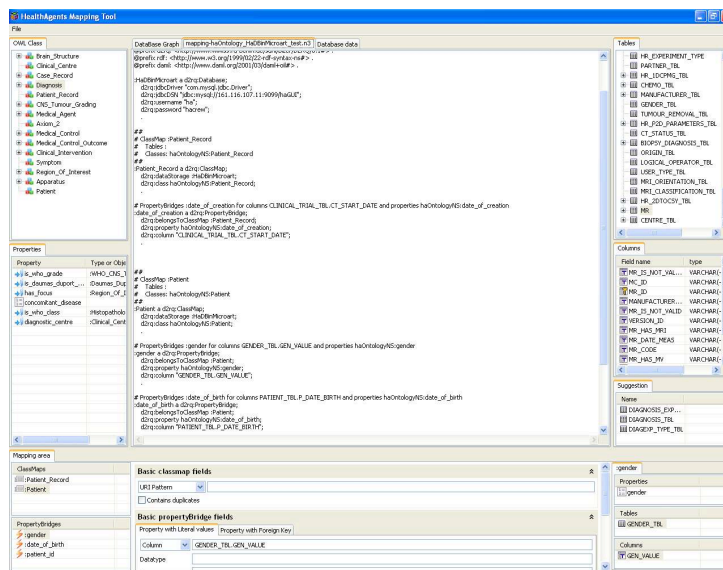 HealthAgents Mapping Tool
File
OWL Class
Brain_Structure
Clinical_Centre
Case_Record
Diagnosis
Patient_Record
CNS_Tumour_Grading
Medical_Agent
Axiom_2
Medical_Control
Medical_Control_Outcome
Clinical_Intervention
Symptom
Region_Of_Interest
Apparatus
Patient
Properties
Property Type or Obje
is_who_grade :WHO_CNS_T
is_daumas_duport_... :Daumas_Dup
has_focus :Region_Of_I
concomitant_disease
is_who_class :Histopatholo
diagnostic_centre :Clinical_Cent
DataBase Graph mapping-haOntology_HaDBinMicroart_test.n3 Database data
@prefix rdf: <http://www.w3.org/1999/02/22-rdf-syntax-ns#> .
@prefix daml: <http://www.daml.org/2001/03/daml+oil#> .
:HaDBinMicroart a d2rq:Database;
d2rq:jdbcDriver "com.mysql.jdbc.Driver";
d2rq:jdbcDSN "jdbc:mysql://161.116.107.11:9099/haGUI";
d2rq:username "ha";
d2rq:password "hacrew";
.
##
# ClassMap :Patient_Record
# Tables :
# Classes: haOntologyNS:Patient_Record
##
:Patient_Record a d2rq:ClassMap;
d2rq:dataStorage :HaDBinMicroart;
d2rq:class haOntologyNS:Patient_Record;
.
# PropertyBridges :date_of_creation for columns CLINICAL_TRIAL_TBL.CT_START_DATE and properties haOntologyNS:date_of_creation
:date_of_creation a d2rq:PropertyBridge;
d2rq:belongsToClassMap :Patient_Record;
d2rq:property haOntologyNS:date_of_creation;
d2rq:column "CLINICAL_TRIAL_TBL.CT_START_DATE";
.
##
# ClassMap :Patient
# Tables :
# Classes: haOntologyNS:Patient
##
:Patient a d2rq:ClassMap;
d2rq:dataStorage :HaDBinMicroart;
d2rq:class haOntologyNS:Patient;
.
# PropertyBridges :gender for columns GENDER_TBL.GEN_VALUE and properties haOntologyNS:gender
:gender a d2rq:PropertyBridge;
d2rq:belongsToClassMap :Patient;
d2rq:property haOntologyNS:gender;
d2rq:column "GENDER_TBL.GEN_VALUE";
.
# PropertyBridges :date_of_birth for columns PATIENT_TBL.P_DATE_BIRTH and properties haOntologyNS:date_of_birth
:date_of_birth a d2rq:PropertyBridge;
d2rq:belongsToClassMap :Patient;
d2rq:property haOntologyNS:date_of_birth;
d2rq:column "PATIENT_TBL.P_DATE_BIRTH";
Tables
HR_EXPERIMENT_TYPE
PARTNER_TBL
HR_1DCPMG_TBL
CHEMO_TBL
MANUFACTURER_TBL
GENDER_TBL
TUMOUR_REMOVAL_TBL
HR_P2D_PARAMETERS_TBL
CT_STATUS_TBL
BIOPSY_DIAGNOSIS_TBL
ORIGIN_TBL
LOGICAL_OPERATOR_TBL
USER_TYPE_TBL
MRI_ORIENTATION_TBL
MRI_CLASSIFICATION_TBL
HR_2DTOCSY_TBL
MR
CENTRE_TBL
Columns
Field name type
MR_IS_NOT_VAL... VARCHAR(-
MC_ID VARCHAR(-
MR_ID VARCHAR(-
MANUFACTURER... VARCHAR(-
MR_IS_NOT_VALID VARCHAR(-
VERSION_ID VARCHAR(-
MR_HAS_MRI VARCHAR(-
MR_DATE_MEAS VARCHAR(-
MR_CODE VARCHAR(-
MR_HAS_MV VARCHAR(-
Suggestion
Name
DIAGNOSIS_EXP...
DIAGNOSIS_TBL
DIAGEXP_TYPE_TBL
Mapping area
ClassMaps
:Patient_Record
:Patient
PropertyBridges
:gender
:date_of_birth
:patient_id
Basic classmap fields
URI Pattern
Contains duplicates
Basic propertyBridge fields
Property with Literal values Property with Foreign Key
Column GENDER_TBL.GEN_VALUE
Datatype
:gender
Properties
gender
Tables
GENDER_TBL
Columns
GEN_VALUE